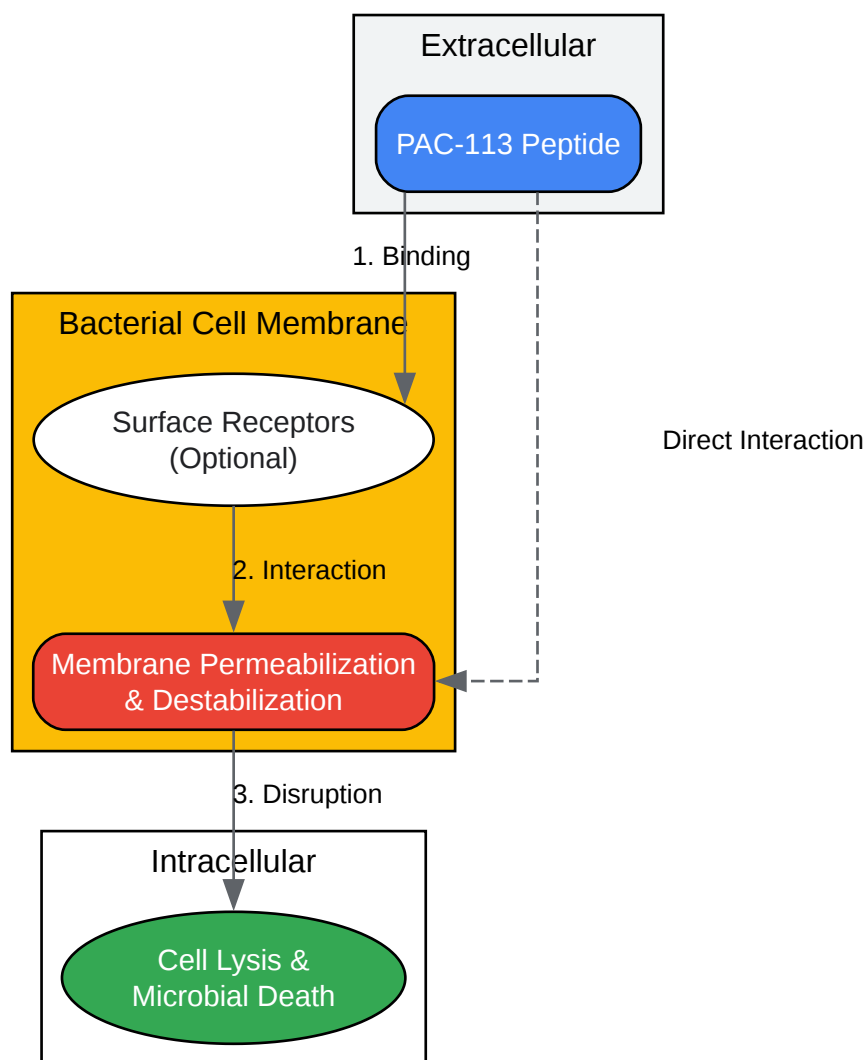 Extracellular
PAC-113 Peptide
1. Binding
Bacterial Cell Membrane
Surface Receptors
(Optional)
Direct Interaction
2. Interaction
Membrane Permeabilization
& Destabilization
3. Disruption
Intracellular
Cell Lysis &
Microbial Death